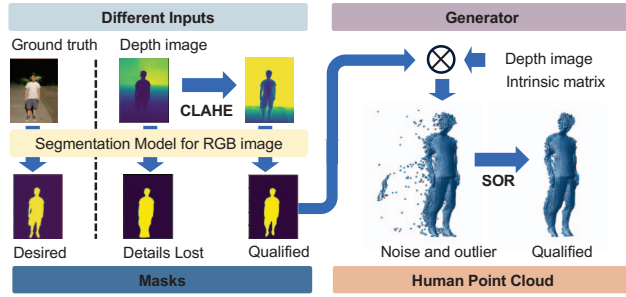 Different Inputs
Generator
Ground truth
Depth image
CLAHE
Segmentation Model for RGB image
Desired
Details Lost
Qualified
Masks
Depth image
Intrinsic matrix
SOR
Noise and outlier
Qualified
Human Point Cloud